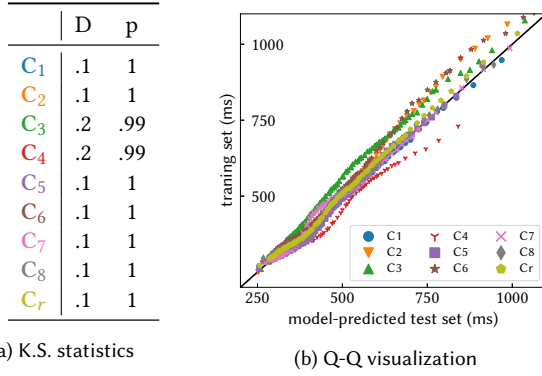 D p
C1 .1 1
C2 .1 1
C3 .2 .99
C4 .2 .99
C5 .1 1
C6 .1 1
C7 .1 1
C8 .1 1
Cr .1 1
a) K.S. statistics
traning set (ms)
1000
750
500
250 500 750 1000
C1 C4 C7
C2 C5 C8
C3 C6 Cr
model-predicted test set (ms)
(b) Q-Q visualization